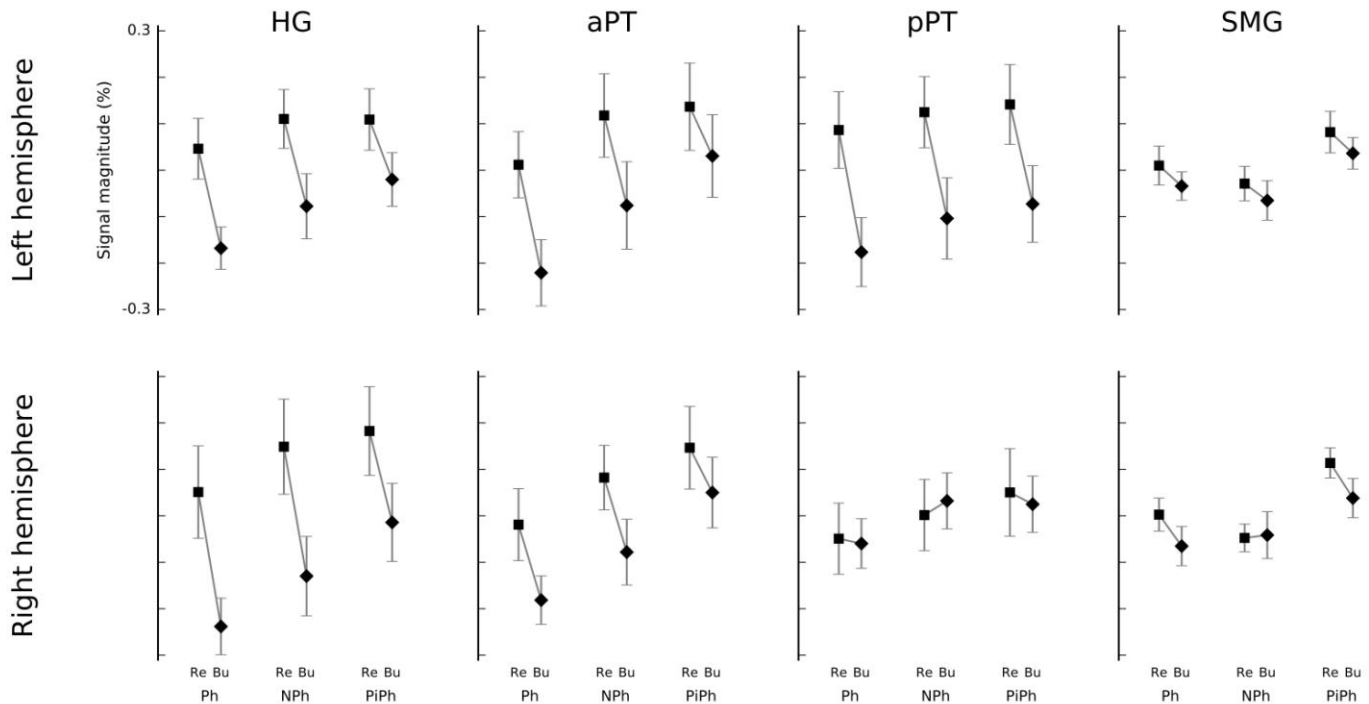 HG aPT pPT SMG
Left hemisphere
Signal magnitude (%)
0.3
-0.3
Right hemisphere
Re Bu Re Bu Re Bu Re Bu Re Bu Re Bu Re Bu Re Bu Re Bu Re Bu Re Bu Re Bu
Ph NPh PiPh Ph NPh PiPh Ph NPh PiPh Ph NPh PiPh